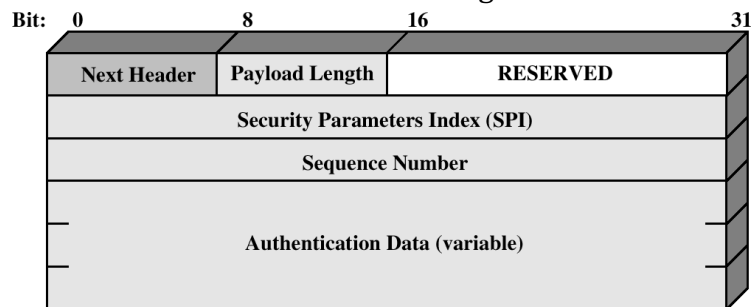 Bit: 0 8 16 31
Next Header Payload Length RESERVED
Security Parameters Index (SPI)
Sequence Number
Authentication Data (variable)